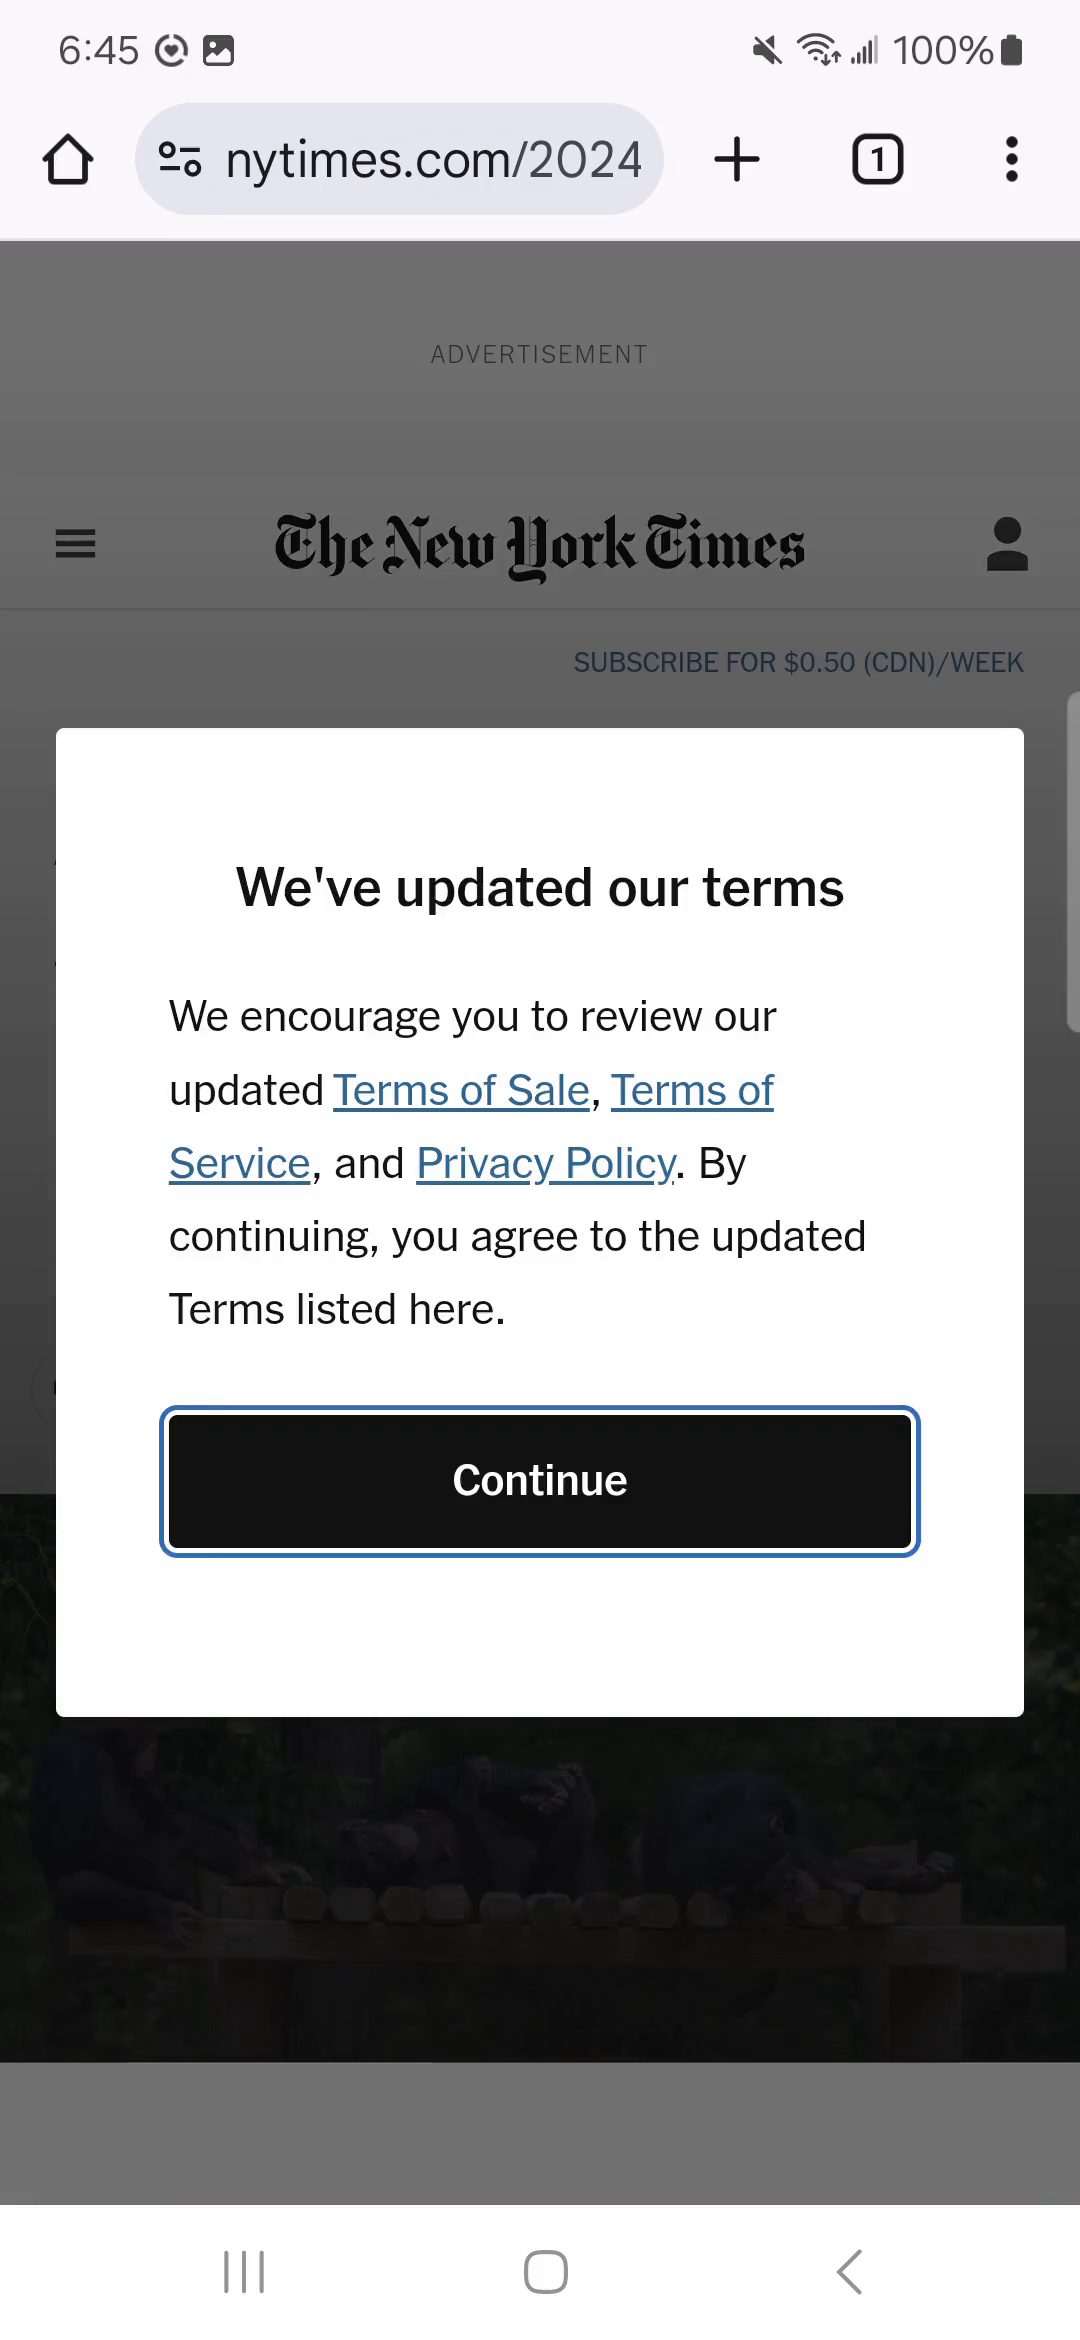 6:45
100%
nytimes.com/2024
1
ADVERTISEMENT
The New York Times
SUBSCRIBE FOR $0.50 (CDN)/WEEK
We've updated our terms
We encourage you to review our
updated Terms of Sale, Terms of
Service, and Privacy Policy. By
continuing, you agree to the updated
Terms listed here.
Continue